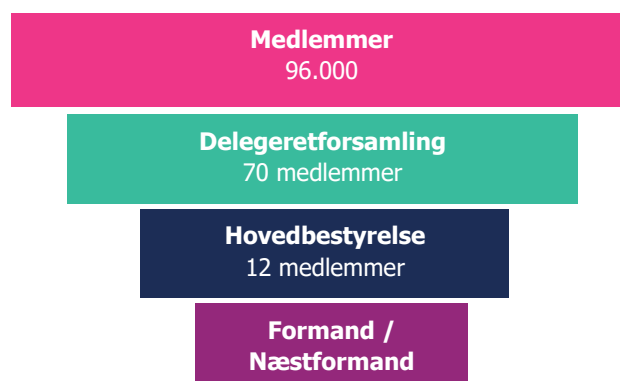 Medlemmer
96.000
Delegeretforsamling
70 medlemmer
Hovedbestyrelse
12 medlemmer
Formand /
Næstformand